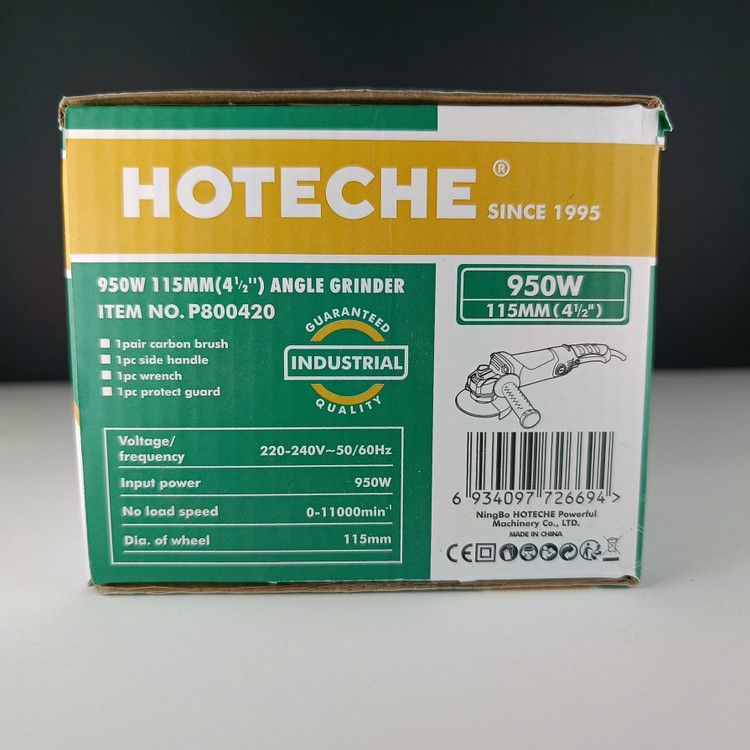 HOTECHE® SINCE 1995
950W 115MM(4½") ANGLE GRINDER
ITEM NO. P800420
1pair carbon brush
1pc side handle
1pc wrench
1pc protect guard
GUARANTEED
INDUSTRIAL
QUALITY
Voltage/
frequency 220-240V~50/60Hz
Input power 950W
No load speed 0-11000min⁻¹
Dia. of wheel 115mm
950W
115MM(4½")
6 934097 726694 >
NingBo HOTECHE Powerful
Machinery Co., LTD.
MADE IN CHINA
CE